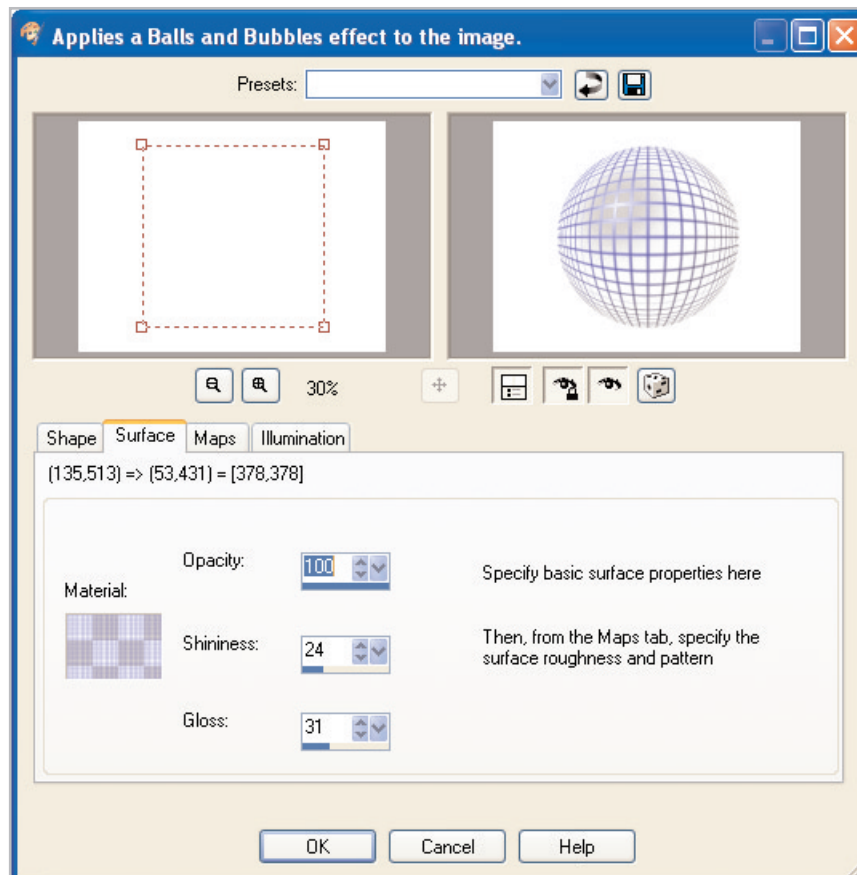 Applies a Balls and Bubbles effect to the image.
Presets:
30%
Shape Surface Maps Illumination
(135,513) => (53,431) = [378,378]
Opacity: 100
Specify basic surface properties here
Material:
Shininess: 24
Then, from the Maps tab, specify the
surface roughness and pattern
Gloss: 31
OK Cancel Help